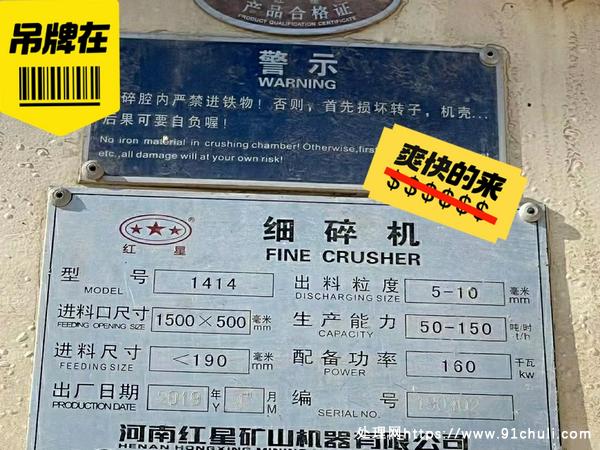 产品合格证
PRODUCT QUALIFICATION CERTIFICATE
吊牌在
警示
WARNING
碎腔内严禁进铁物！否则，首先损坏转子，机壳...
后果可要自负喔！
No iron material in crushing chamber! Otherwise, first
etc., all damage will at your own risk!
爽快的来
$$$$$$
红星
细碎机
FINE CRUSHER
型号 MODEL 1414
出料粒度 DISCHARGING SIZE 5-10 毫米 mm
进料口尺寸 FEEDING OPENING SIZE 1500×500 毫米 mm
生产能力 CAPACITY 50-150 吨/时 t/h
进料尺寸 FEEDING SIZE <190 毫米 mm
配备功率 POWER 160 千瓦 kw
出厂日期 PRODUCTION DATE 2019 年 Y 月 M
编号 SERIAL NO.
河南红星矿山机器有限公司
HENAN HONGXING MINING
处理网https://www.91chuli.com